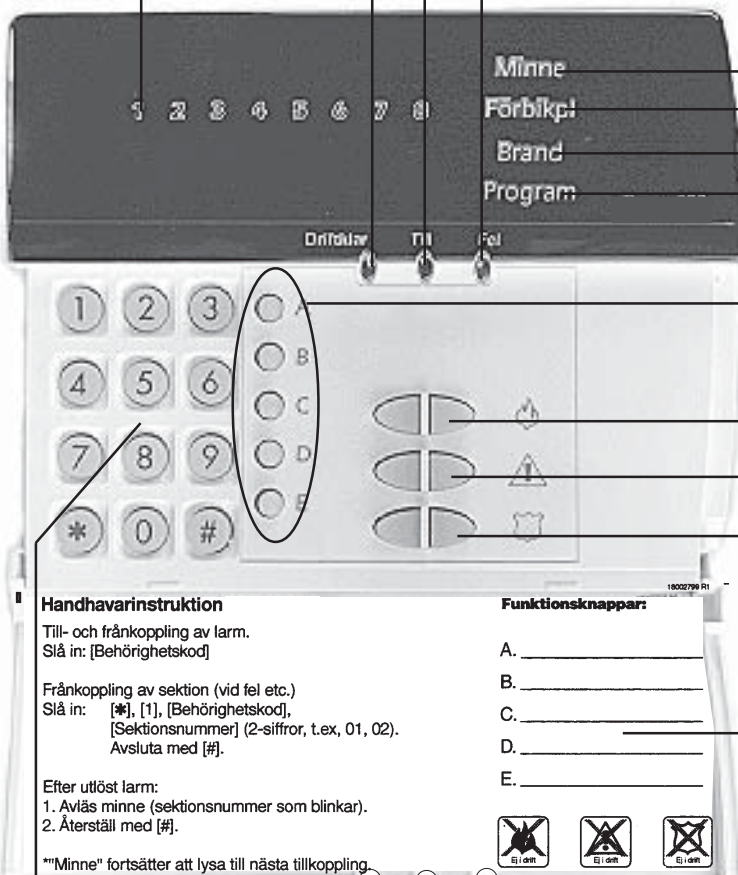 Minne
1 2 3 4 5 6 7 8 Förbikpl
Brand
Program
Driftklar Till Fel
1 2 3 A
B
4 5 6 C
7 8 9 D
E
* 0 #
18002799 R1
Handhavarinstruktion
Till- och frånkoppling av larm.
Slå in: [Behörighetskod]
Frånkoppling av sektion (vid fel etc.)
Slå in: [✱], [1], [Behörighetskod],
[Sektionsnummer] (2-siffror, t.ex, 01, 02).
Avsluta med [#].
Efter utlöst larm:
1. Avläs minne (sektionsnummer som blinkar).
2. Återställ med [#].
*"Minne" fortsätter att lysa till nästa tillkoppling.
Funktionsknappar:
A.
B.
C.
D.
E.
Ej i drift Ej i drift Ej i drift